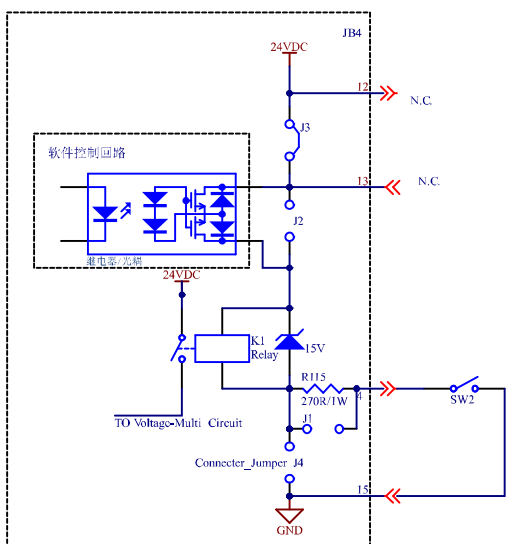 JB4
24VDC
12
N.C.
J3
软件控制回路
13
N.C.
J2
继电器/光耦
24VDC
K1
Relay
15V
R115
270R/1W
4
SW2
J1
TO Voltage-Multi Circuit
Connecter_Jumper J4
15
GND